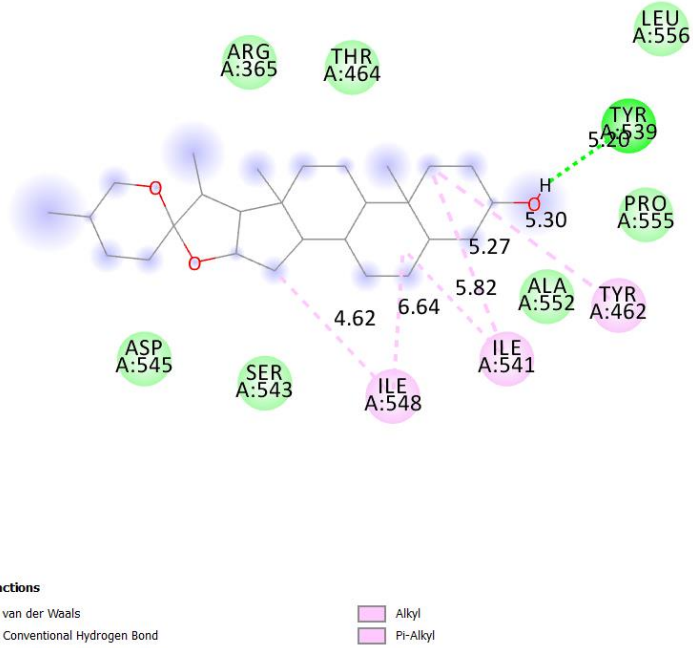 LEU
A:556
ARG
A:365
THR
A:464
TYR
A:539
5.20
H
O
O
5.30
PRO
A:555
O
5.27
5.82
ALA
A:552
TYR
A:462
4.62
6.64
ASP
A:545
SER
A:543
ILE
A:541
ILE
A:548
actions
van der Waals
Alkyl
Conventional Hydrogen Bond
Pi-Alkyl